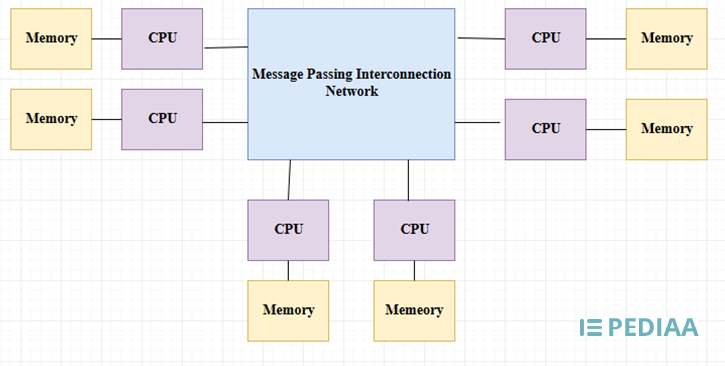 Memory
CPU
Message Passing Interconnection
Network
CPU
Memory
Memory
CPU
CPU
Memory
CPU
CPU
Memory
Memeory
PEDIAA